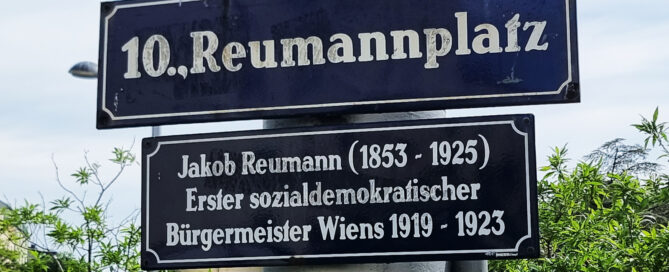 10., Reumannplatz
Jakob Reumann (1853 - 1925)
Erster sozialdemokratischer
Bürgermeister Wiens 1919 - 1923